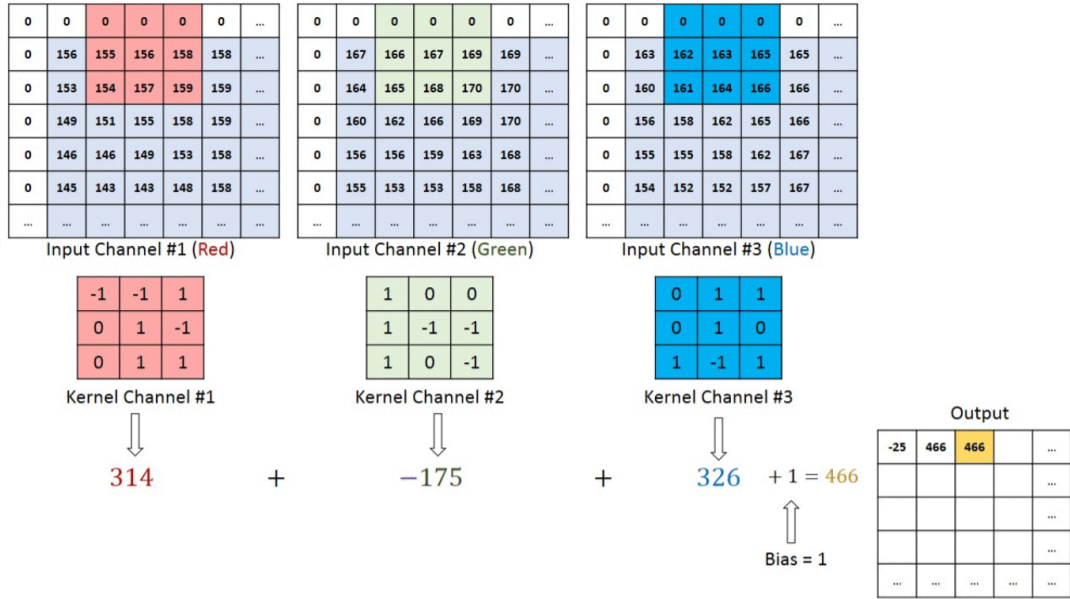 0 0 0 0 0 0 ... 0 0 0 0 0 0 ... 0 0 0 0 0 0 ...
0 156 155 156 158 158 ... 0 167 166 167 169 169 ... 0 163 162 163 165 165 ...
0 153 154 157 159 159 ... 0 164 165 168 170 170 ... 0 160 161 164 166 166 ...
0 149 151 155 158 159 ... 0 160 162 166 169 170 ... 0 156 158 162 165 166 ...
0 146 146 149 153 158 ... 0 156 156 159 163 168 ... 0 155 155 158 162 167 ...
0 145 143 143 148 158 ... 0 155 153 153 158 168 ... 0 154 152 152 157 167 ...
... ... ... ... ... ... ... ... ... ... ... ... ... ... ... ... ... ... ... ... ...
Input Channel #1 (Red) Input Channel #2 (Green) Input Channel #3 (Blue)
-1 -1 1 1 0 0 0 1 1
0 1 -1 1 -1 -1 0 1 0
0 1 1 1 0 -1 1 -1 1
Kernel Channel #1 Kernel Channel #2 Kernel Channel #3
314 + −175 + 326 + 1 = 466
Bias = 1
Output
-25 466 466 ...
...
...
...
... ... ... ... ...